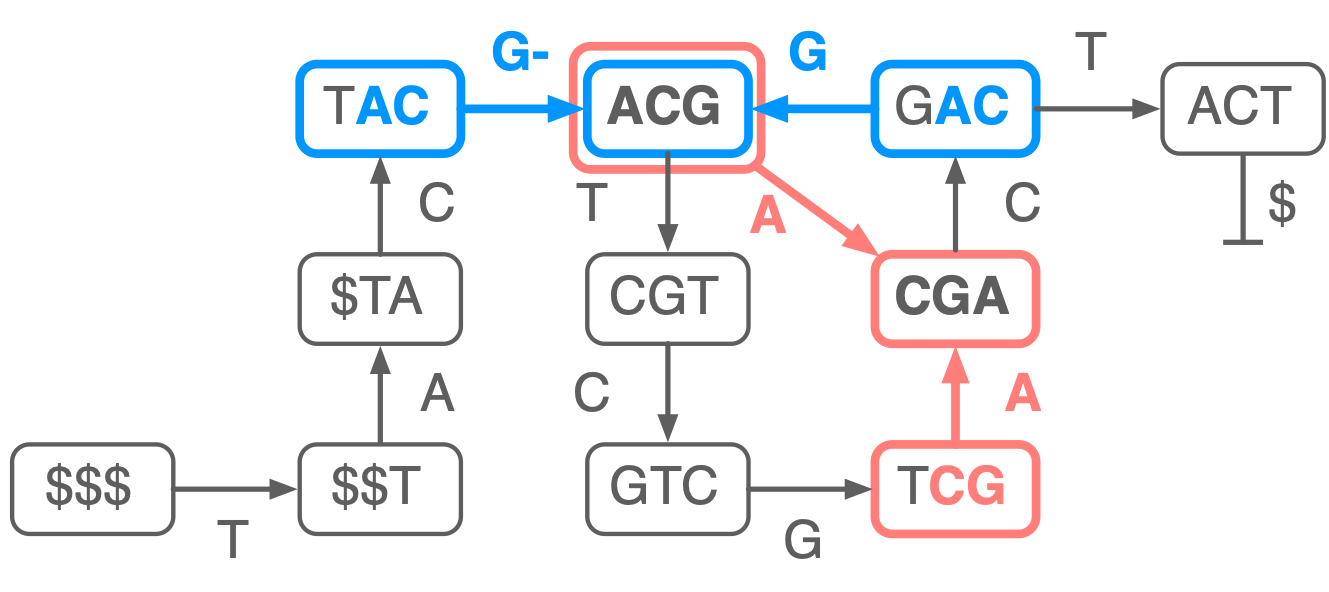 G- G T
TAC ACG GAC ACT
C T A C $
$TA CGT CGA
A C A
$$$ $$T GTC TCG
T G